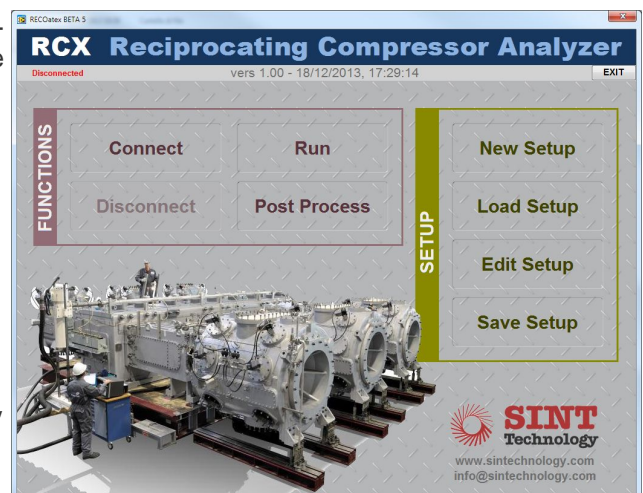 RECOatex BETA 5
RCX Reciprocating Compressor Analyzer
Disconnected
vers 1.00 - 18/12/2013, 17:29:14
EXIT
FUNCTIONS
Connect
Run
Disconnect
Post Process
SETUP
New Setup
Load Setup
Edit Setup
Save Setup
SINT
Technology
www.sintechnology.com
info@sintechnology.com